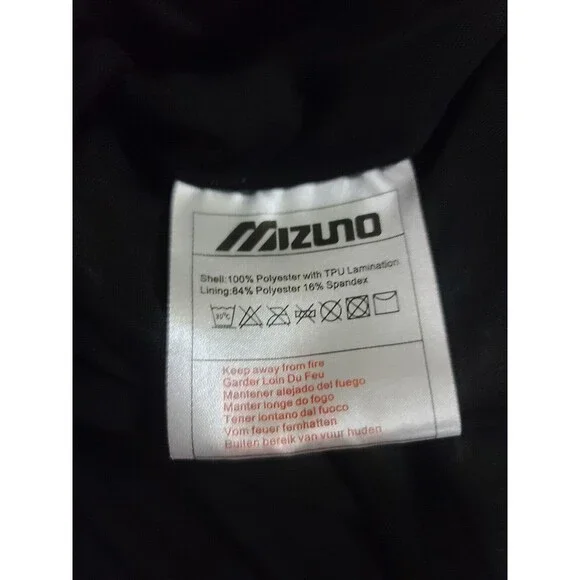 MIZUNO
Shell:100% Polyester with TPU Lamination
Lining:84% Polyester 16% Spandex
30°C
Keep away from fire
Garder Loin Du Feu
Mantener alejado del fuego
Manter longe do fogo
Tener lontano dal fuoco
Vom feuer fernhatten
Buiten bereik van vuur huden